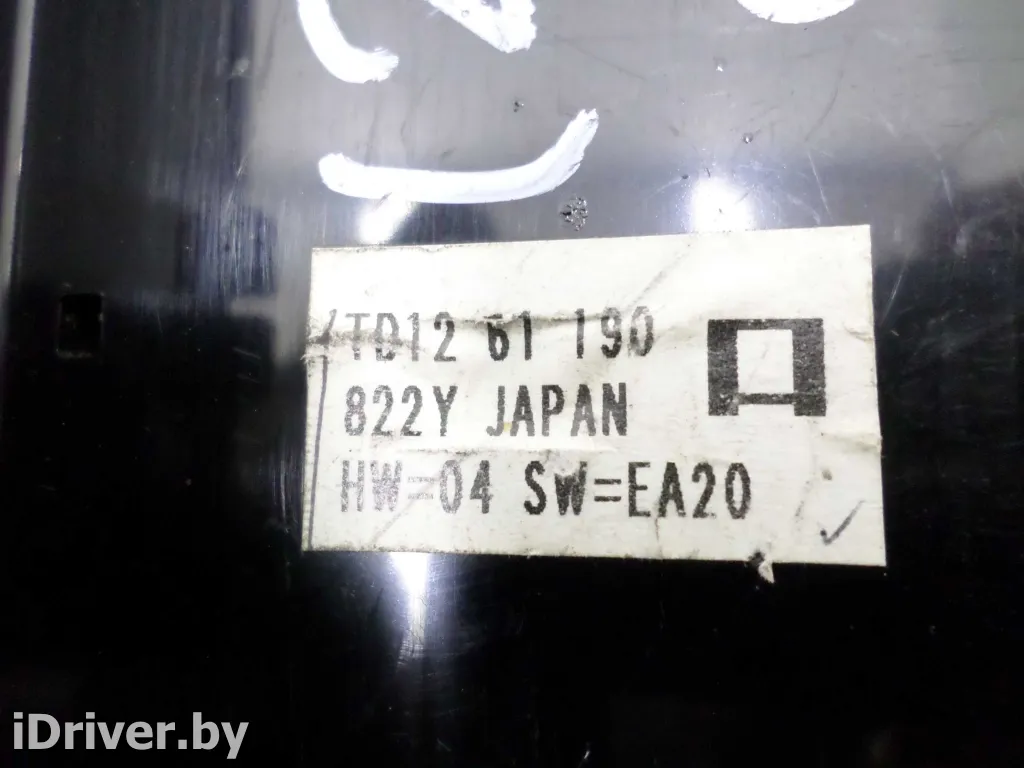 TD12 61 190
822Y JAPAN
HW=04 SW=EA20
iDriver.by